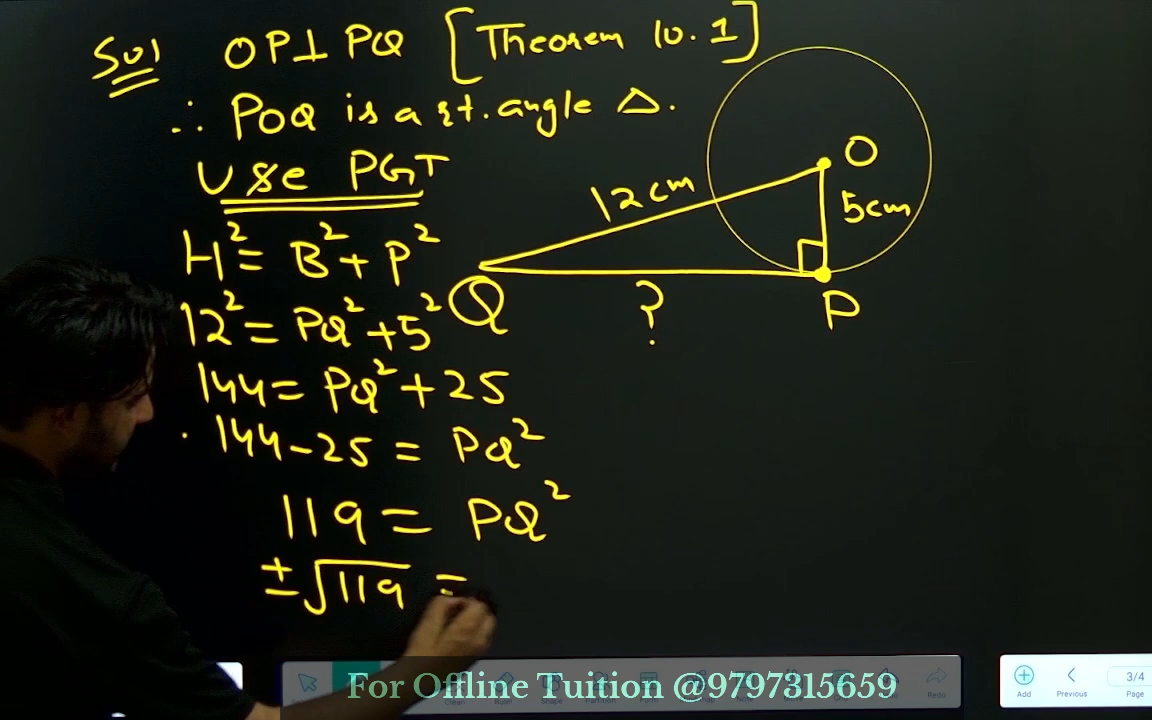 Sol OP⊥PQ [Theorem 10.1]
∴ POQ is a rt. angle Δ.
Use PGT
H² = B² + P²
12² = PQ² + 5²
144 = PQ² + 25
144 - 25 = PQ²
119 = PQ²
±√119 =
O
12cm
5cm
Q
?
P
For Offline Tuition @9797315659
Add
Previous
3/4
Page
Redo